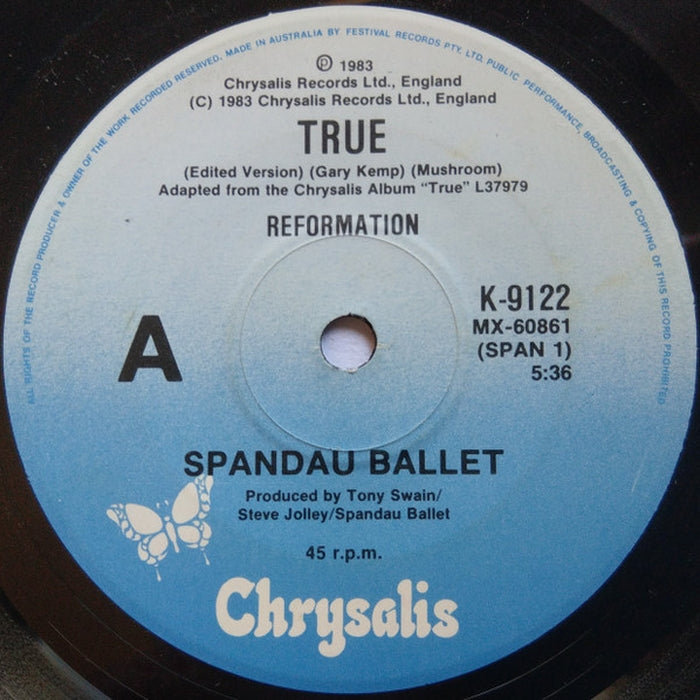 ALL RIGHTS OF THE RECORD PRODUCER & OWNER OF THE WORK RECORDED RESERVED. MADE IN AUSTRALIA BY FESTIVAL RECORDS PTY. LTD. PUBLIC PERFORMANCE, BROADCASTING & COPYING OF THIS RECORD PROHIBITED
Ⓟ 1983
Chrysalis Records Ltd., England
(C) 1983 Chrysalis Records Ltd., England
TRUE
(Edited Version) (Gary Kemp) (Mushroom)
Adapted from the Chrysalis Album "True" L37979
REFORMATION
K-9122
MX-60861
(SPAN 1)
5:36
A
SPANDAU BALLET
Produced by Tony Swain/
Steve Jolley/Spandau Ballet
45 r.p.m.
Chrysalis